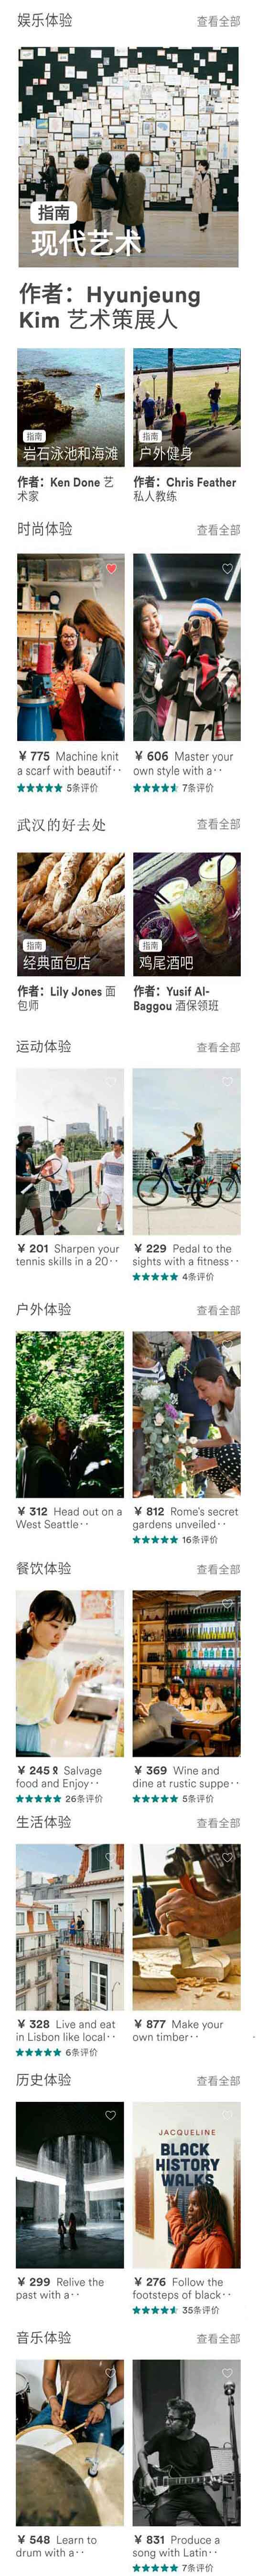 娱乐体验 查看全部
指南
现代艺术
作者：Hyunjeung
Kim 艺术策展人
指南
岩石泳池和海滩
作者：Ken Done 艺
术家
指南
户外健身
作者：Chris Feather
私人教练
时尚体验 查看全部
¥ 775 Machine knit
a scarf with beautif··
5条评价
¥ 606 Master your
own style with a··
7条评价
武汉的好去处 查看全部
指南
经典面包店
作者：Lily Jones 面
包师
指南
鸡尾酒吧
作者：Yusif Al-
Baggou 酒保领班
运动体验 查看全部
¥ 201 Sharpen your
tennis skills in a 20··
¥ 229 Pedal to the
sights with a fitness··
4条评价
户外体验 查看全部
¥ 312 Head out on a
West Seattle··
¥ 812 Rome's secret
gardens unveiled··
16条评价
餐饮体验 查看全部
¥ 245 Salvage
food and Enjoy··
26条评价
¥ 369 Wine and
dine at rustic suppe··
5条评价
生活体验 查看全部
¥ 328 Live and eat
in Lisbon like local··
6条评价
¥ 877 Make your
own timber··
历史体验 查看全部
JACQUELINE
BLACK
HISTORY
WALKS
¥ 299 Relive the
past with a··
¥ 276 Follow the
footsteps of black··
35条评价
音乐体验 查看全部
¥ 548 Learn to
drum with a··
¥ 831 Produce a
song with Latin··
7条评价